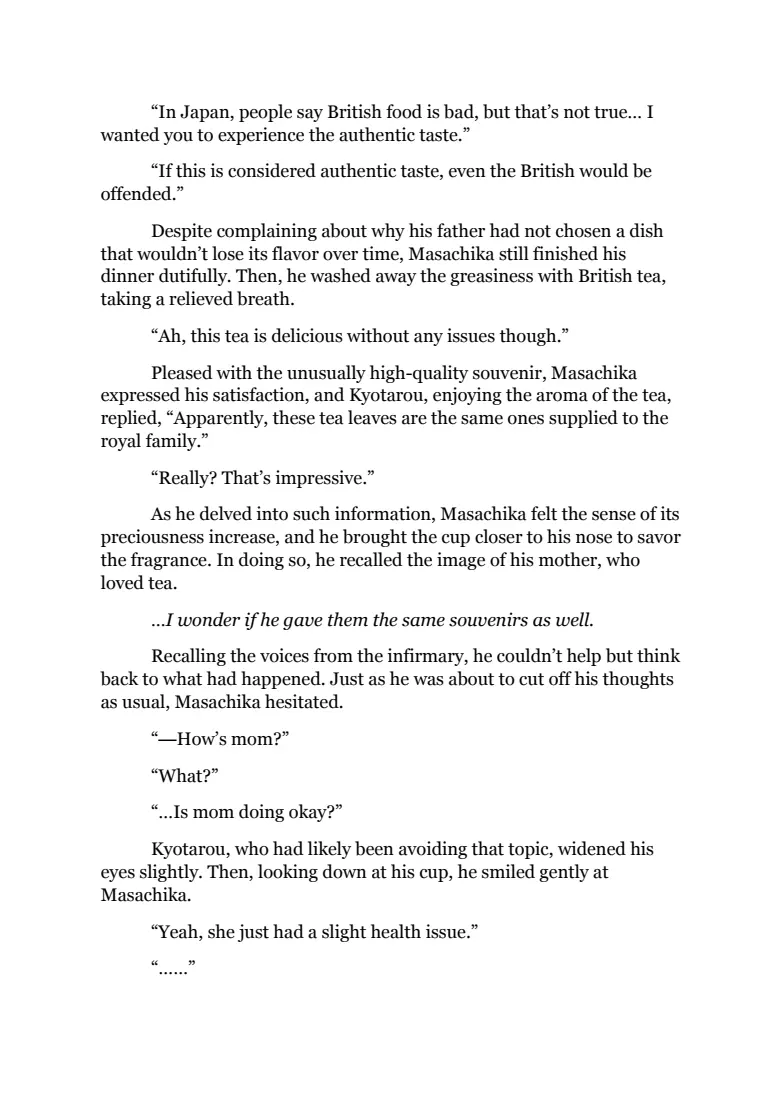 “In Japan, people say British food is bad, but that’s not true… I
wanted you to experience the authentic taste.”
“If this is considered authentic taste, even the British would be
offended.”
Despite complaining about why his father had not chosen a dish
that wouldn’t lose its flavor over time, Masachika still finished his
dinner dutifully. Then, he washed away the greasiness with British tea,
taking a relieved breath.
“Ah, this tea is delicious without any issues though.”
Pleased with the unusually high-quality souvenir, Masachika
expressed his satisfaction, and Kyotarou, enjoying the aroma of the tea,
replied, “Apparently, these tea leaves are the same ones supplied to the
royal family.”
“Really? That’s impressive.”
As he delved into such information, Masachika felt the sense of its
preciousness increase, and he brought the cup closer to his nose to savor
the fragrance. In doing so, he recalled the image of his mother, who
loved tea.
…I wonder if he gave them the same souvenirs as well.
Recalling the voices from the infirmary, he couldn’t help but think
back to what had happened. Just as he was about to cut off his thoughts
as usual, Masachika hesitated.
“—How’s mom?”
“What?”
“…Is mom doing okay?”
Kyotarou, who had likely been avoiding that topic, widened his
eyes slightly. Then, looking down at his cup, he smiled gently at
Masachika.
“Yeah, she just had a slight health issue.”
“……”